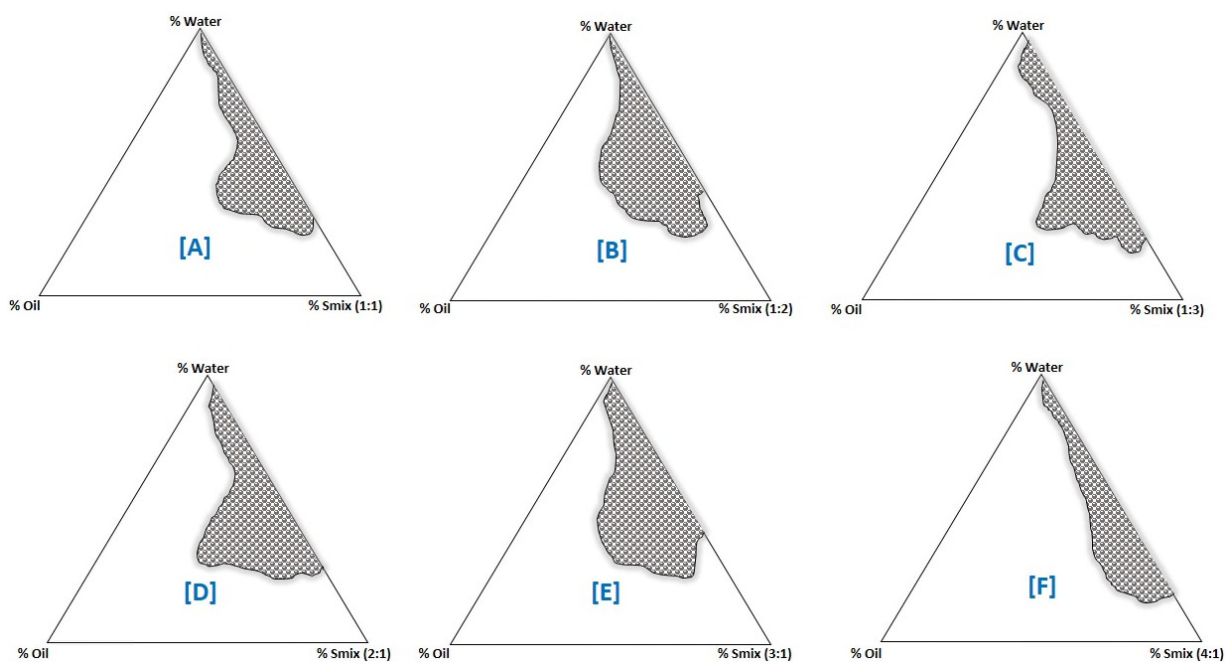 % Water
% Water
% Water
[A]
[B]
[C]
% Oil
% Smix (1:1)
% Oil
% Smix (1:2)
% Oil
% Smix (1:3)
% Water
% Water
% Water
[D]
[E]
[F]
% Oil
% Smix (2:1)
% Oil
% Smix (3:1)
% Oil
% Smix (4:1)